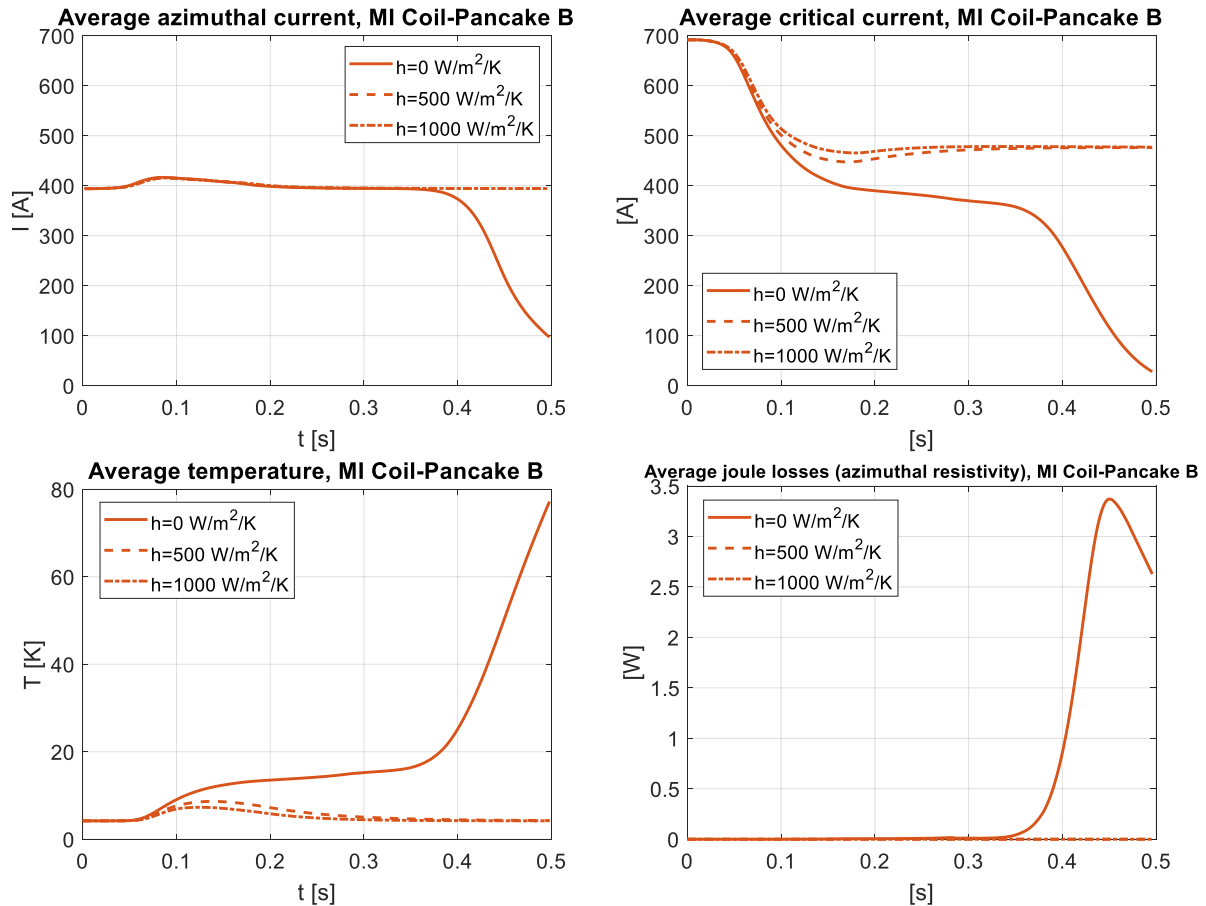 Average azimuthal current, MI Coil-Pancake B
700
600
500
400
300
200
100
0
I [A]
h=0 W/m²/K
h=500 W/m²/K
h=1000 W/m²/K
0 0.1 0.2 0.3 0.4 0.5
t [s]
Average critical current, MI Coil-Pancake B
700
600
500
400
300
200
100
0
[A]
h=0 W/m²/K
h=500 W/m²/K
h=1000 W/m²/K
0 0.1 0.2 0.3 0.4 0.5
[s]
Average temperature, MI Coil-Pancake B
80
60
40
20
0
T [K]
h=0 W/m²/K
h=500 W/m²/K
h=1000 W/m²/K
0 0.1 0.2 0.3 0.4 0.5
t [s]
Average joule losses (azimuthal resistivity), MI Coil-Pancake B
3.5
3
2.5
2
1.5
1
0.5
0
[W]
h=0 W/m²/K
h=500 W/m²/K
h=1000 W/m²/K
0 0.1 0.2 0.3 0.4 0.5
[s]